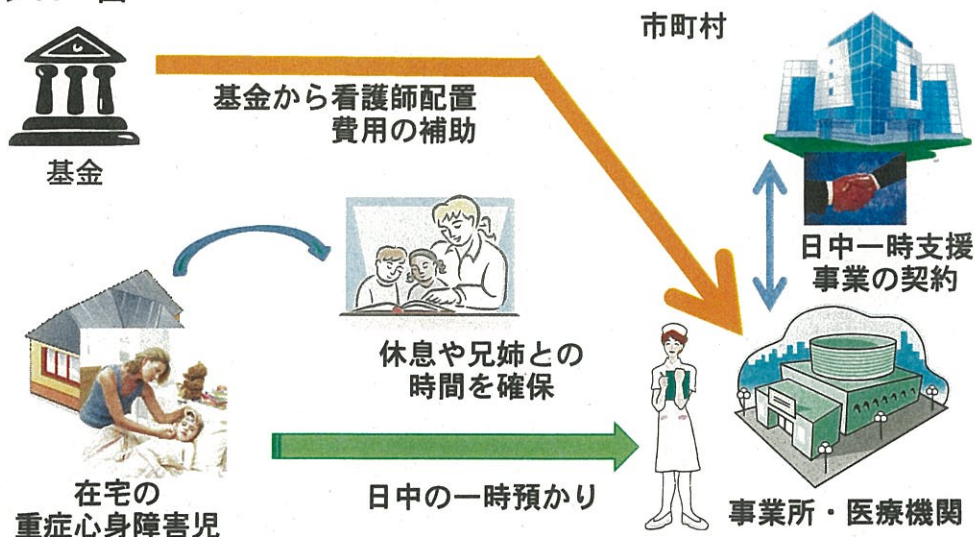 市町村
基金から看護師配置
費用の補助
基金
日中一時支援
事業の契約
休息や兄姉との
時間を確保
日中の一時預かり
在宅の
重症心身障害児
事業所・医療機関